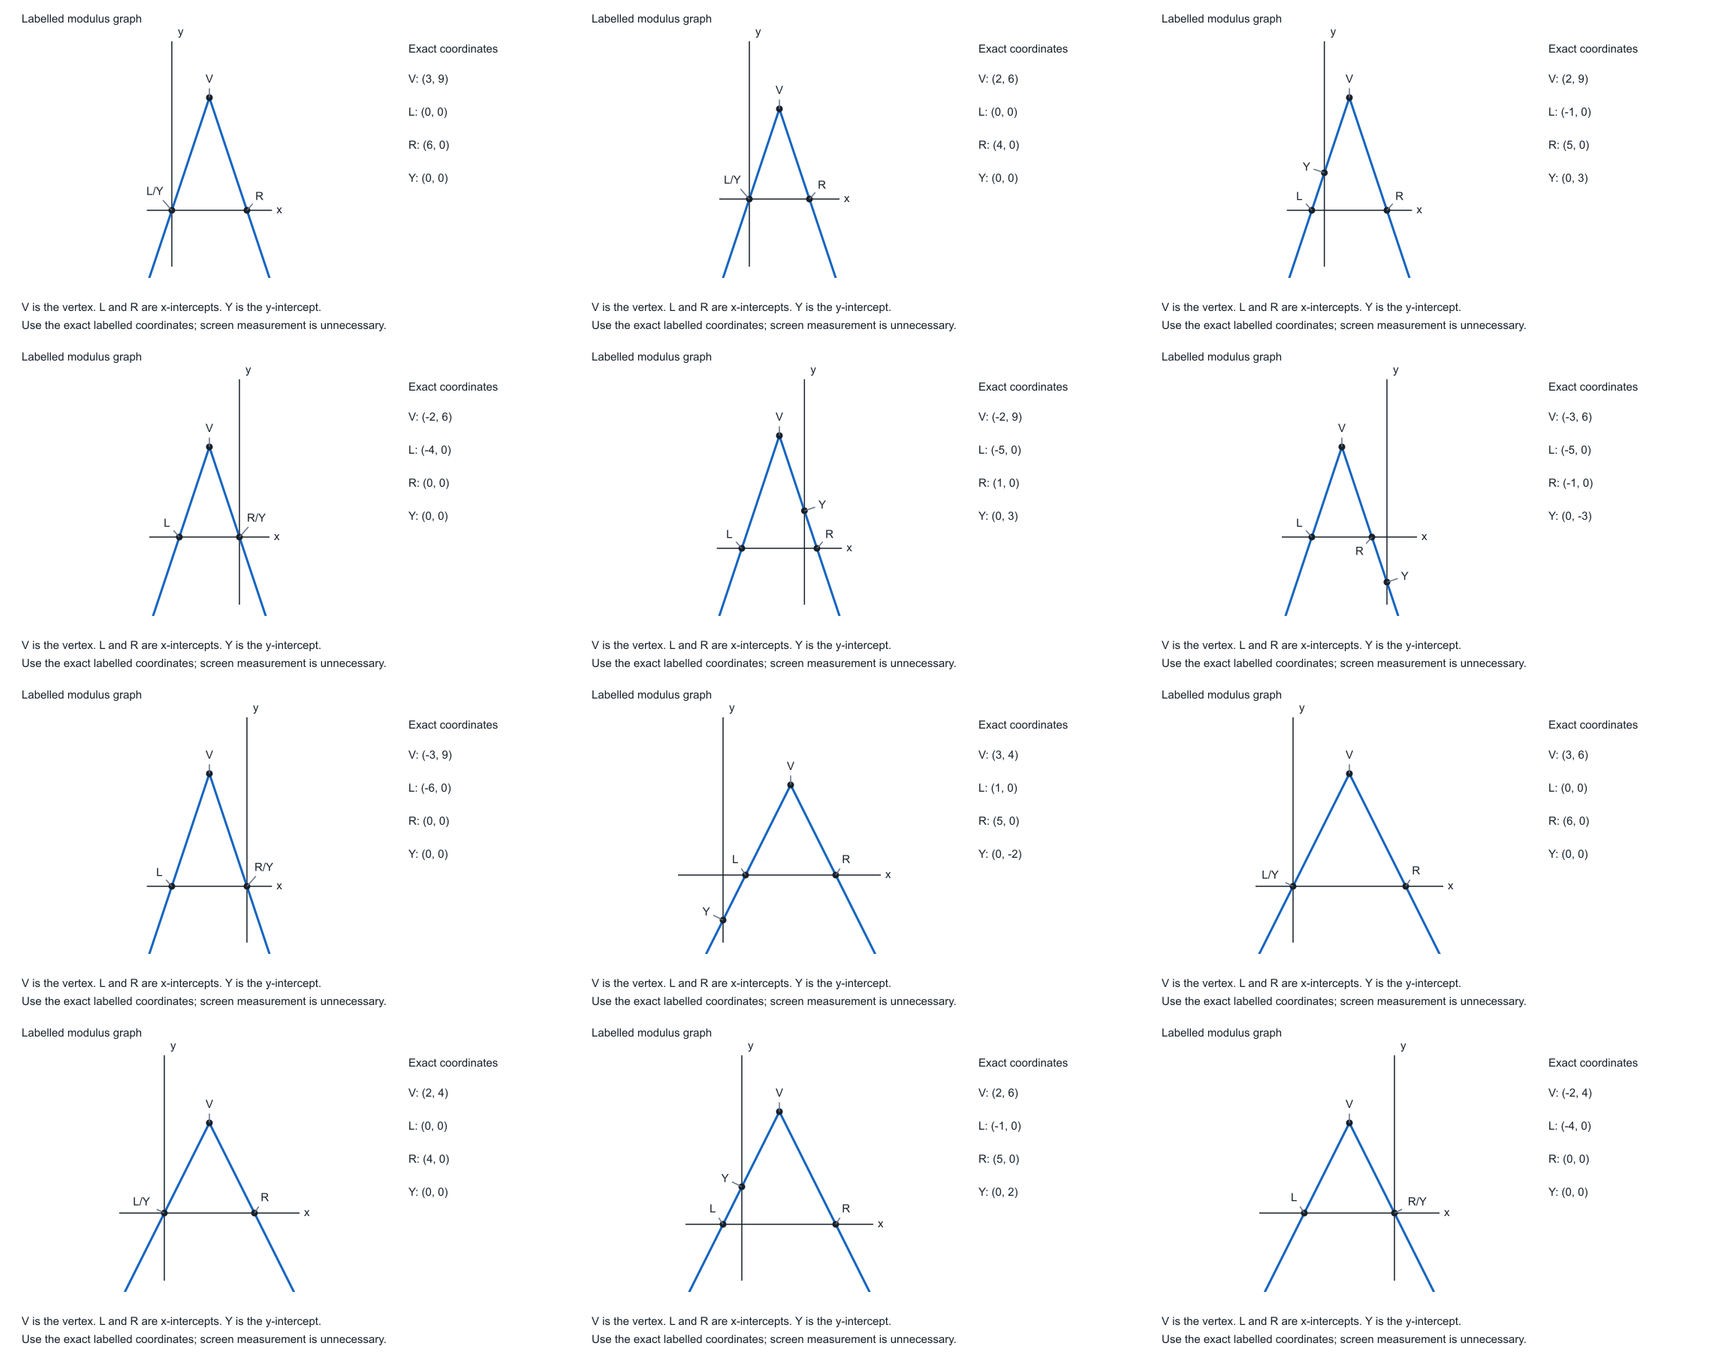 Labelled modulus graph
y
Exact coordinates
V: (3, 9)
V
L: (0, 0)
R: (6, 0)
Y: (0, 0)
L/Y
R
x
V is the vertex. L and R are x-intercepts. Y is the y-intercept.
Use the exact labelled coordinates; screen measurement is unnecessary.
Labelled modulus graph
y
Exact coordinates
V: (2, 6)
V
L: (0, 0)
R: (4, 0)
Y: (0, 0)
L/Y
R
x
V is the vertex. L and R are x-intercepts. Y is the y-intercept.
Use the exact labelled coordinates; screen measurement is unnecessary.
Labelled modulus graph
y
Exact coordinates
V: (2, 9)
V
L: (-1, 0)
R: (5, 0)
Y
Y: (0, 3)
L
R
x
V is the vertex. L and R are x-intercepts. Y is the y-intercept.
Use the exact labelled coordinates; screen measurement is unnecessary.
Labelled modulus graph
y
Exact coordinates
V: (-2, 6)
V
L: (-4, 0)
R: (0, 0)
Y: (0, 0)
L
R/Y
x
V is the vertex. L and R are x-intercepts. Y is the y-intercept.
Use the exact labelled coordinates; screen measurement is unnecessary.
Labelled modulus graph
y
Exact coordinates
V: (-2, 9)
V
L: (-5, 0)
R: (1, 0)
Y
Y: (0, 3)
L
R
x
V is the vertex. L and R are x-intercepts. Y is the y-intercept.
Use the exact labelled coordinates; screen measurement is unnecessary.
Labelled modulus graph
y
Exact coordinates
V: (-3, 6)
V
L: (-5, 0)
R: (-1, 0)
Y: (0, -3)
L
x
R
Y
V is the vertex. L and R are x-intercepts. Y is the y-intercept.
Use the exact labelled coordinates; screen measurement is unnecessary.
Labelled modulus graph
y
Exact coordinates
V: (-3, 9)
V
L: (-6, 0)
R: (0, 0)
Y: (0, 0)
L
R/Y
x
V is the vertex. L and R are x-intercepts. Y is the y-intercept.
Use the exact labelled coordinates; screen measurement is unnecessary.
Labelled modulus graph
y
Exact coordinates
V: (3, 4)
V
L: (1, 0)
R: (5, 0)
Y: (0, -2)
L
R
x
Y
V is the vertex. L and R are x-intercepts. Y is the y-intercept.
Use the exact labelled coordinates; screen measurement is unnecessary.
Labelled modulus graph
y
Exact coordinates
V: (3, 6)
V
L: (0, 0)
R: (6, 0)
Y: (0, 0)
L/Y
R
x
V is the vertex. L and R are x-intercepts. Y is the y-intercept.
Use the exact labelled coordinates; screen measurement is unnecessary.
Labelled modulus graph
y
Exact coordinates
V: (2, 4)
V
L: (0, 0)
R: (4, 0)
Y: (0, 0)
L/Y
R
x
V is the vertex. L and R are x-intercepts. Y is the y-intercept.
Use the exact labelled coordinates; screen measurement is unnecessary.
Labelled modulus graph
y
Exact coordinates
V: (2, 6)
V
L: (-1, 0)
R: (5, 0)
Y
Y: (0, 2)
L
R
x
V is the vertex. L and R are x-intercepts. Y is the y-intercept.
Use the exact labelled coordinates; screen measurement is unnecessary.
Labelled modulus graph
y
Exact coordinates
V: (-2, 4)
V
L: (-4, 0)
R: (0, 0)
Y: (0, 0)
L
R/Y
x
V is the vertex. L and R are x-intercepts. Y is the y-intercept.
Use the exact labelled coordinates; screen measurement is unnecessary.